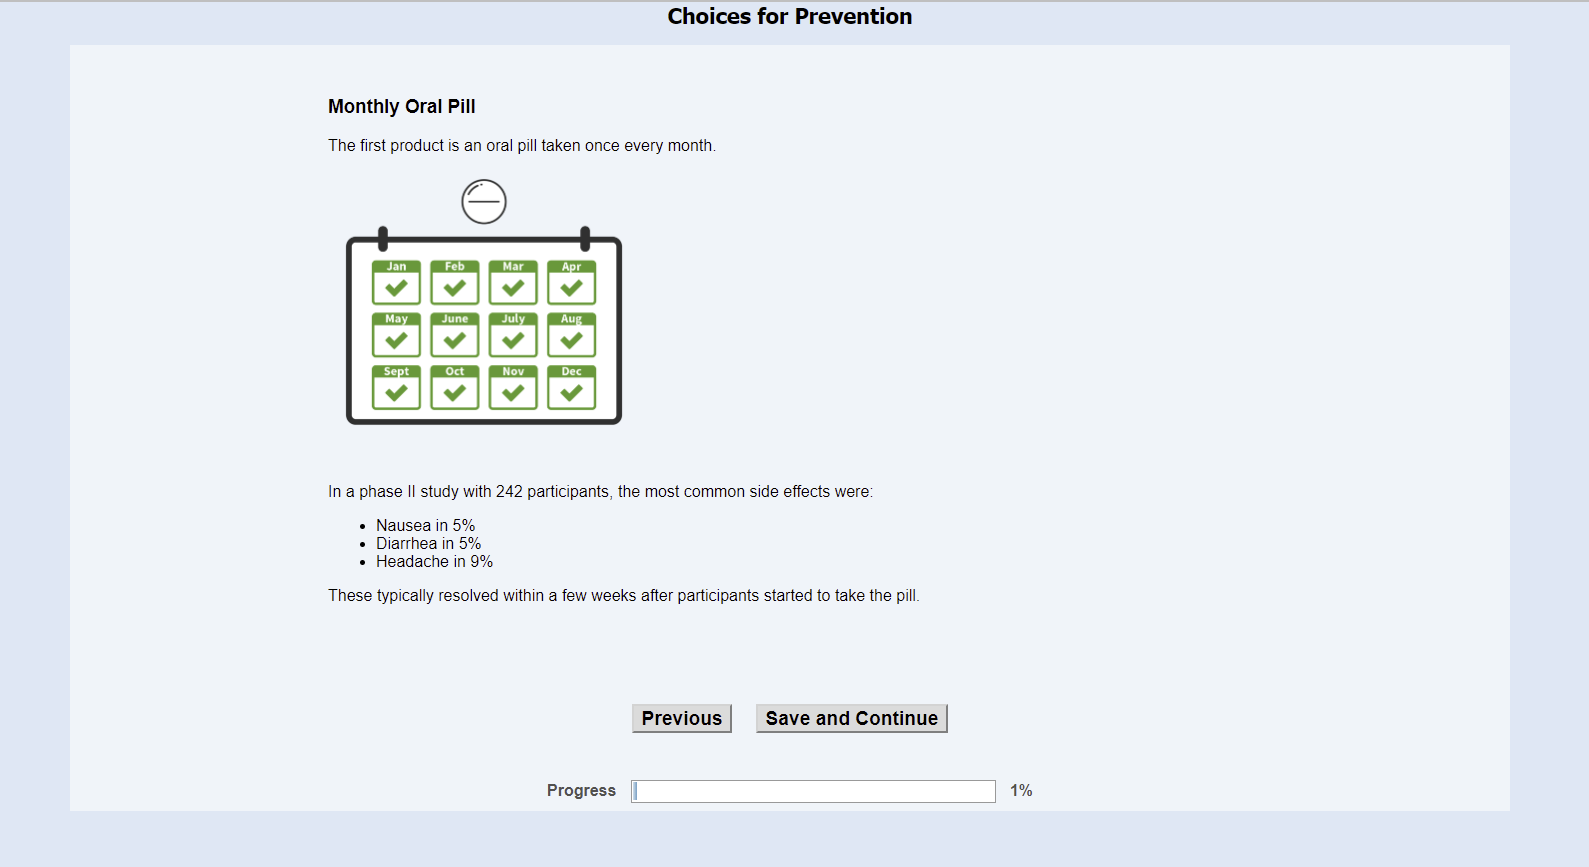 Choices for Prevention
Monthly Oral Pill
The first product is an oral pill taken once every month.
Jan Feb Mar Apr
May June July Aug
Sept Oct Nov Dec
In a phase II study with 242 participants, the most common side effects were:
• Nausea in 5%
• Diarrhea in 5%
• Headache in 9%
These typically resolved within a few weeks after participants started to take the pill.
Previous Save and Continue
Progress 1%